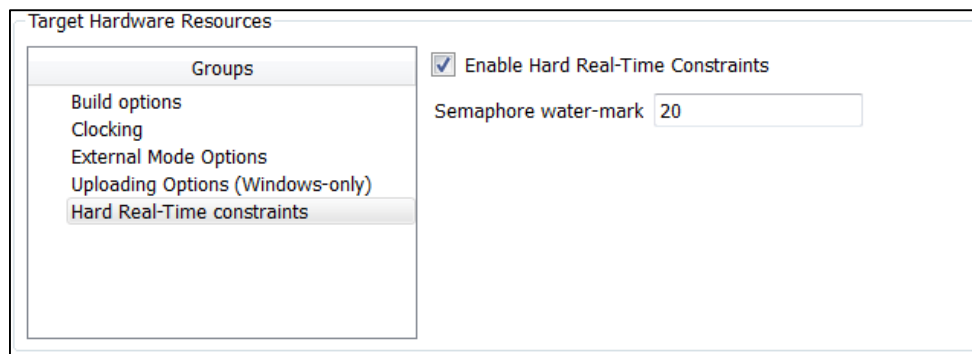 Target Hardware Resources
Groups
Build options
Clocking
External Mode Options
Uploading Options (Windows-only)
Hard Real-Time constraints
Enable Hard Real-Time Constraints
Semaphore water-mark 20